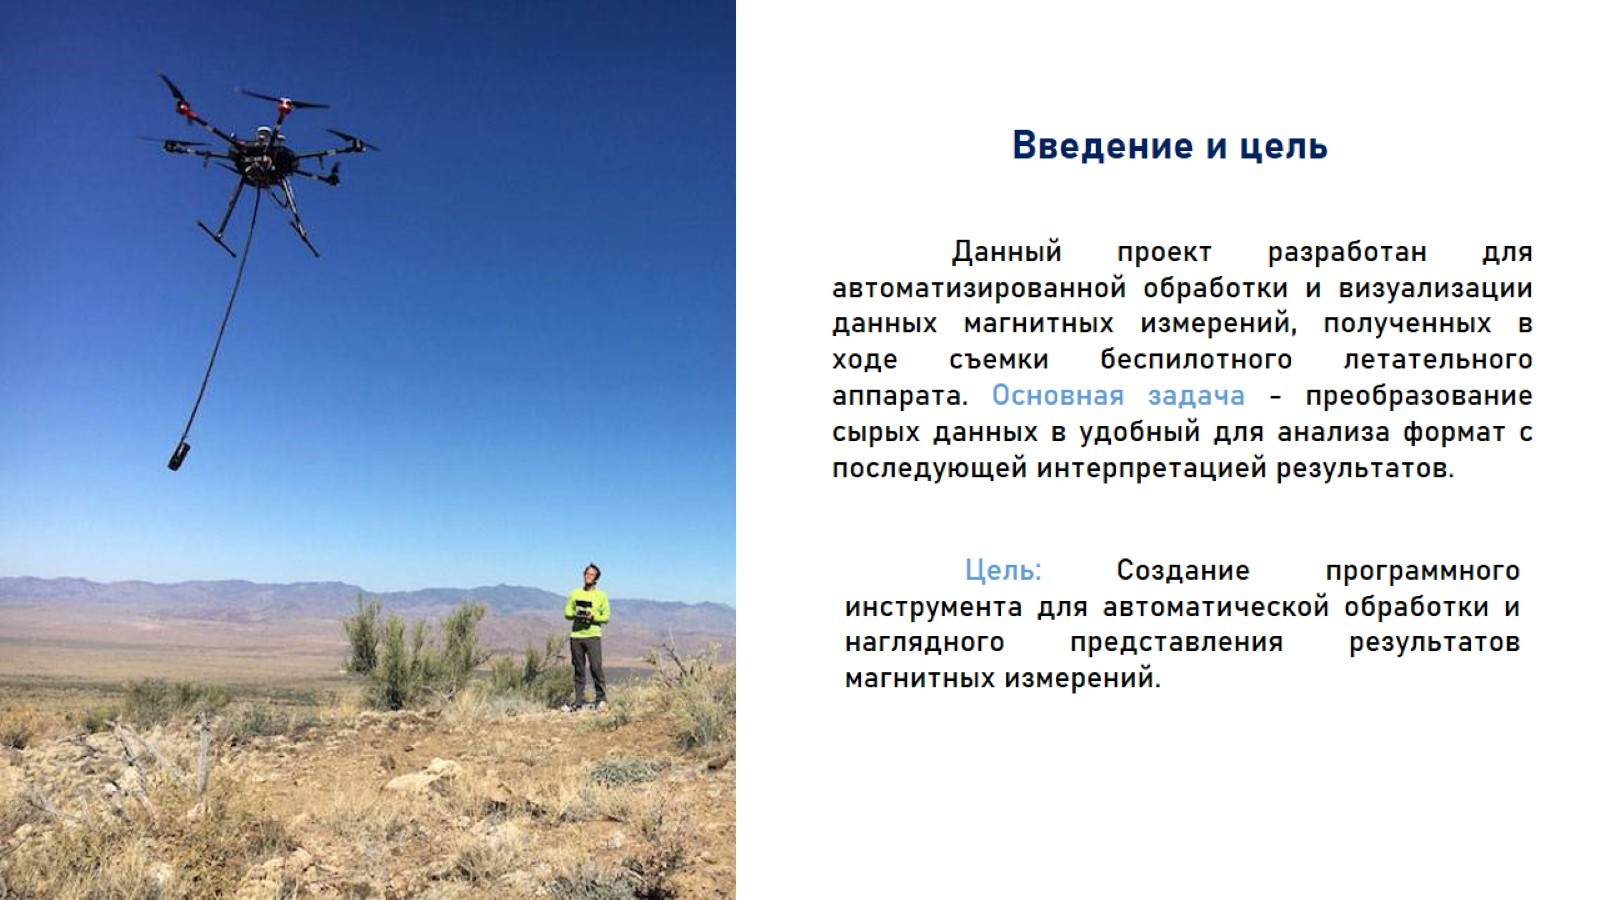 Введение и цель
Данный проект разработан для
автоматизированной обработки и визуализации
данных магнитных измерений, полученных в
ходе съемки беспилотного летательного
аппарата. Основная задача - преобразование
сырых данных в удобный для анализа формат с
последующей интерпретацией результатов.
Цель: Создание программного
инструмента для автоматической обработки и
наглядного представления результатов
магнитных измерений.